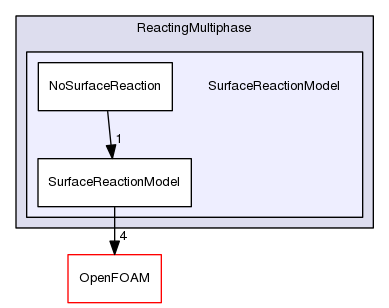 ReactingMultiphase
NoSurfaceReaction
SurfaceReactionModel
1
SurfaceReactionModel
4
OpenFOAM